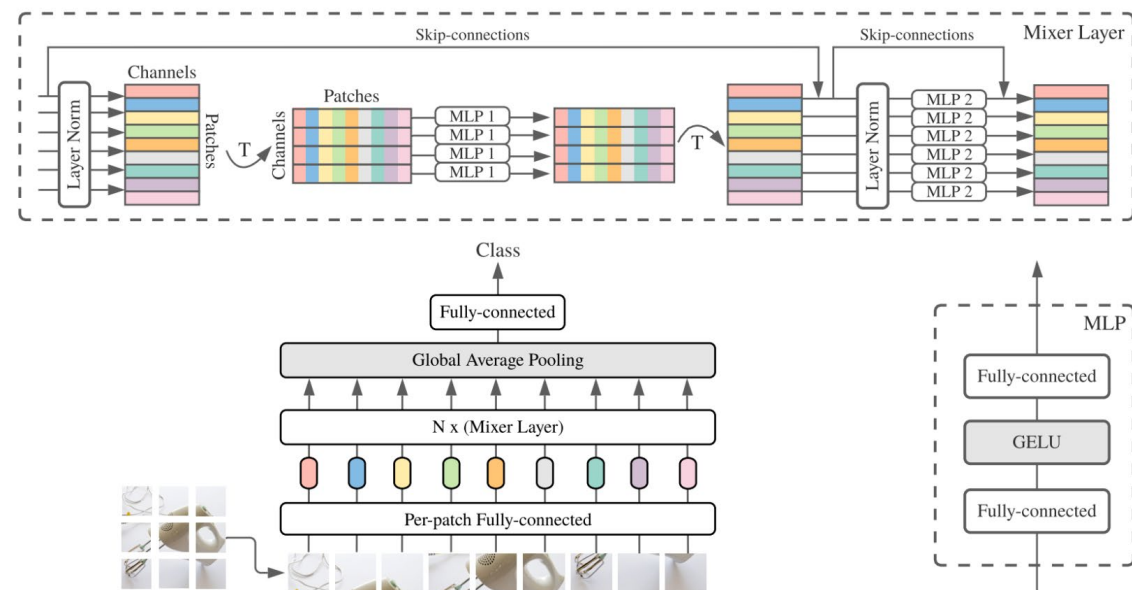 Skip-connections
Skip-connections
Mixer Layer
Channels
Layer Norm
Patches
T
Channels
Patches
MLP 1
MLP 1
MLP 1
MLP 1
T
Layer Norm
MLP 2
MLP 2
MLP 2
MLP 2
MLP 2
MLP 2
Class
Fully-connected
Global Average Pooling
N x (Mixer Layer)
Per-patch Fully-connected
MLP
Fully-connected
GELU
Fully-connected